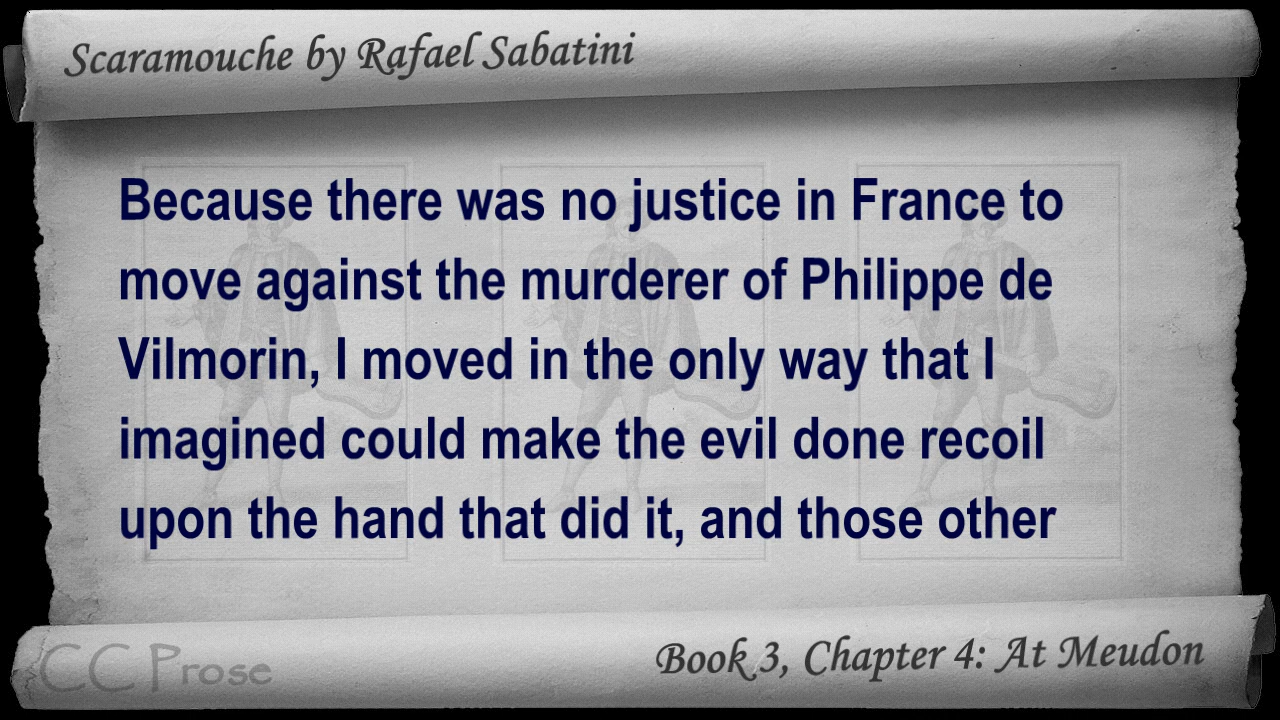 Scaramouche by Rafael Sabatini
Because there was no justice in France to
move against the murderer of Philippe de
Vilmorin, I moved in the only way that I
imagined could make the evil done recoil
upon the hand that did it, and those other
CC Prose
Book 3, Chapter 4: At Meudon